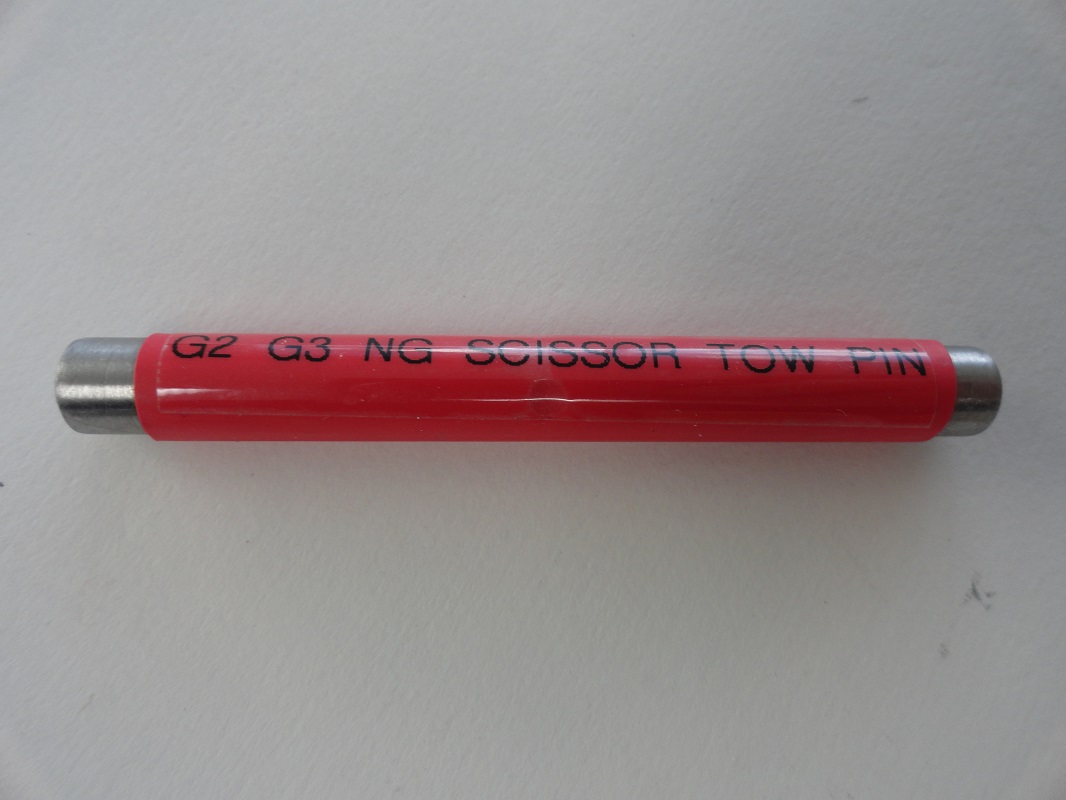 G2 G3 NG SCISSOR TOW PIN